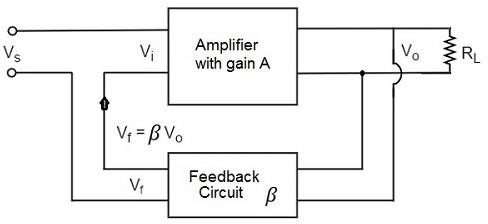 Vs
Vi
Amplifier
with gain A
Vo
RL
Vf = β Vo
Vf
Feedback
Circuit β